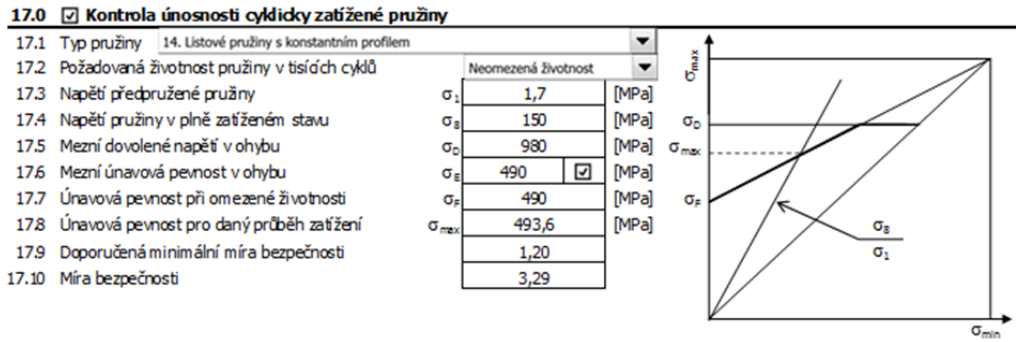 17.0 ☑ Kontrola únosnosti cyklicky zatížené pružiny
17.1 Typ pružiny 14. Listové pružiny s konstantním profilem
17.2 Požadovaná životnost pružiny v tisících cyklů Neomezená životnost
17.3 Napětí předpružené pružiny σ₁ 1,7 [MPa]
17.4 Napětí pružiny v plně zatíženém stavu σ₈ 150 [MPa]
17.5 Mezní dovolené napětí v ohybu σD 980 [MPa]
17.6 Mezní únavová pevnost v ohybu σE 490 ☑ [MPa]
17.7 Únavová pevnost při omezené životnosti σF 490 [MPa]
17.8 Únavová pevnost pro daný průběh zatížení σmax 493,6 [MPa]
17.9 Doporučená minimální míra bezpečnosti 1,20
17.10 Míra bezpečnosti 3,29
σmax
σD
σmax
σF
σ₈
σ₁
σmin